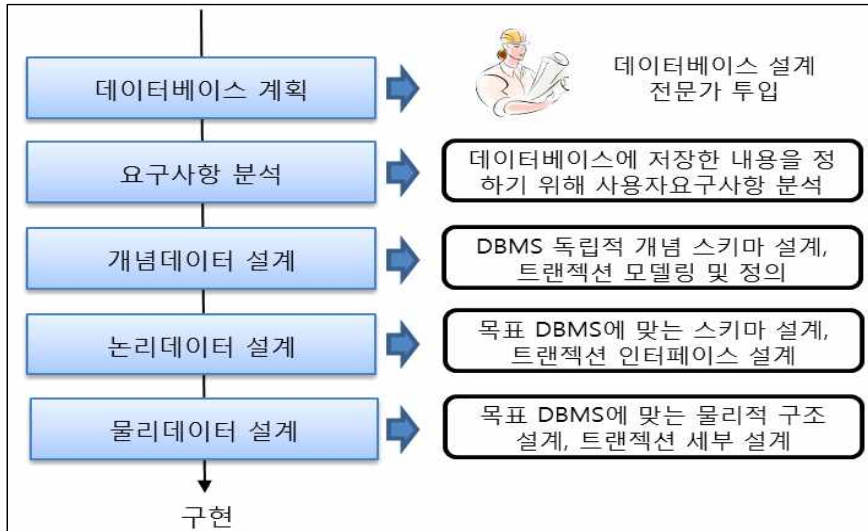 데이터베이스 계획
데이터베이스 설계
전문가 투입
요구사항 분석
데이터베이스에 저장한 내용을 정
하기 위해 사용자요구사항 분석
개념데이터 설계
DBMS 독립적 개념 스키마 설계,
트랜젝션 모델링 및 정의
논리데이터 설계
목표 DBMS에 맞는 스키마 설계,
트랜젝션 인터페이스 설계
물리데이터 설계
목표 DBMS에 맞는 물리적 구조
설계, 트랜젝션 세부 설계
구현